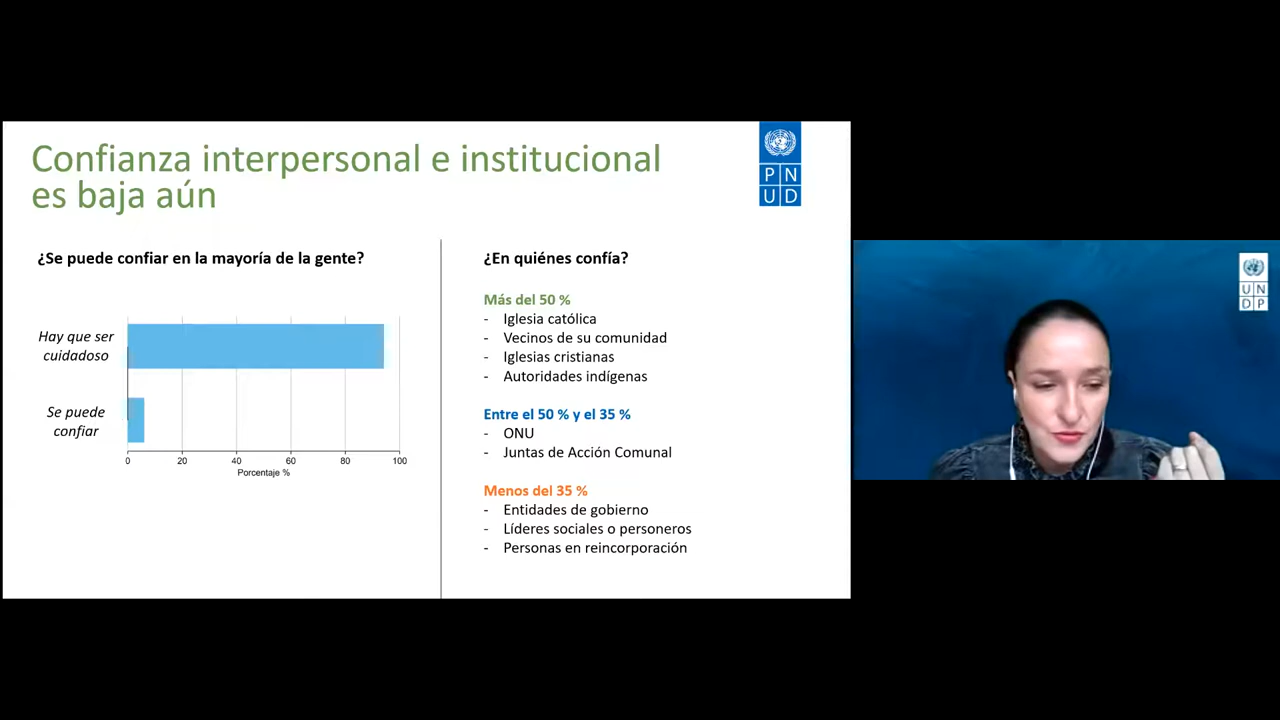 Confianza interpersonal e institucional
es baja aún
P N
U D
¿Se puede confiar en la mayoría de la gente?
Hay que ser
cuidadoso
Se puede
confiar
0 20 40 60 80 100
Porcentaje %
¿En quiénes confía?
Más del 50 %
- Iglesia católica
- Vecinos de su comunidad
- Iglesias cristianas
- Autoridades indígenas
Entre el 50 % y el 35 %
- ONU
- Juntas de Acción Comunal
Menos del 35 %
- Entidades de gobierno
- Líderes sociales o personeros
- Personas en reincorporación
U N
D P